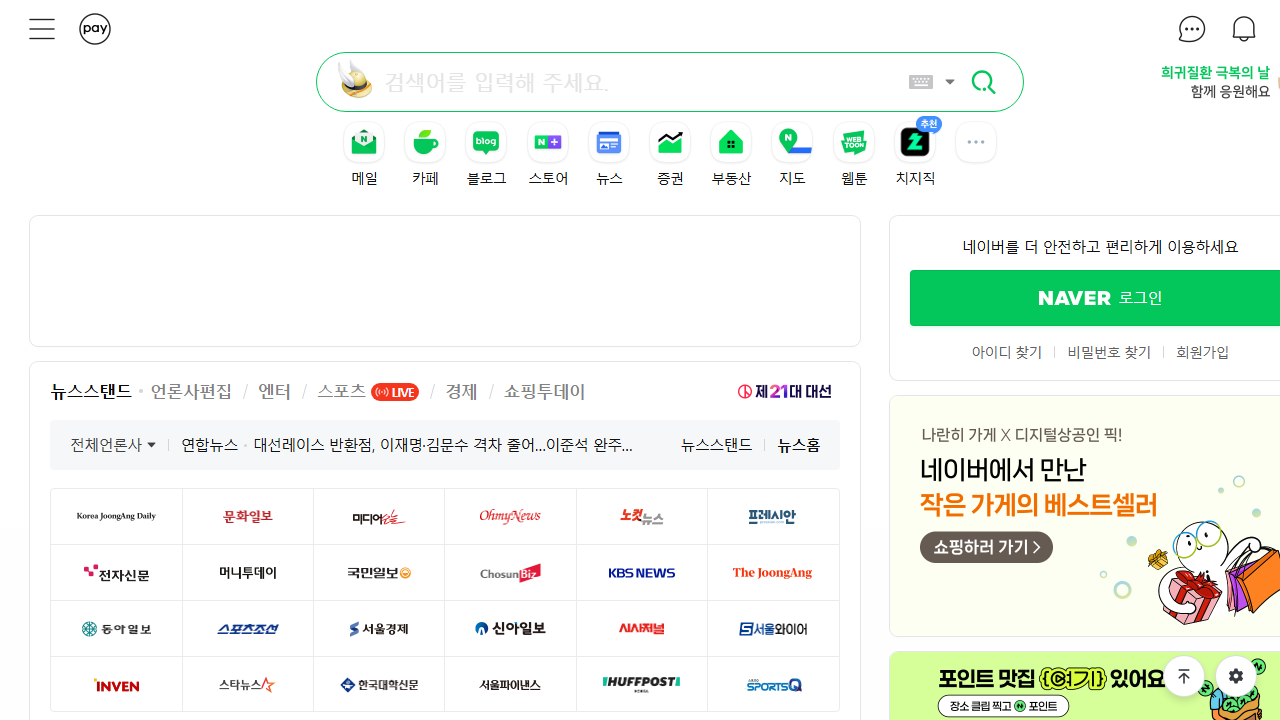 pay
검색어를 입력해 주세요.
희귀질환 극복의 날
함께 응원해요
추천
메일
카페
blog
블로그
스토어
뉴스
증권
부동산
지도
WEB TOON
웹툰
치지직
네이버를 더 안전하고 편리하게 이용하세요
NAVER 로그인
아이디 찾기
비밀번호 찾기
회원가입
뉴스스탠드
언론사편집
엔터
스포츠
LIVE
경제
쇼핑투데이
제21대 대선
전체언론사
연합뉴스
대선레이스 반환점, 이재명·김문수 격차 줄어...이준석 완주...
뉴스스탠드
뉴스홈
Korea JoongAng Daily
문화일보
미디어오늘
OhmyNews
노컷뉴스
프레시안
전자신문
머니투데이
국민일보
ChosunBiz
KBS NEWS
The JoongAng
동아일보
스포츠조선
서울경제
신아일보
시사저널
서울와이어
INVEN
스타뉴스
한국대학신문
서울파이낸스
HUFFPOST
SPORTSQ
나란히 가게 X 디지털상공인 픽!
네이버에서 만난
작은 가게의 베스트셀러
쇼핑하러 가기
포인트 맛집 {여기} 있어요
장소 클립 찍고 N 포인트